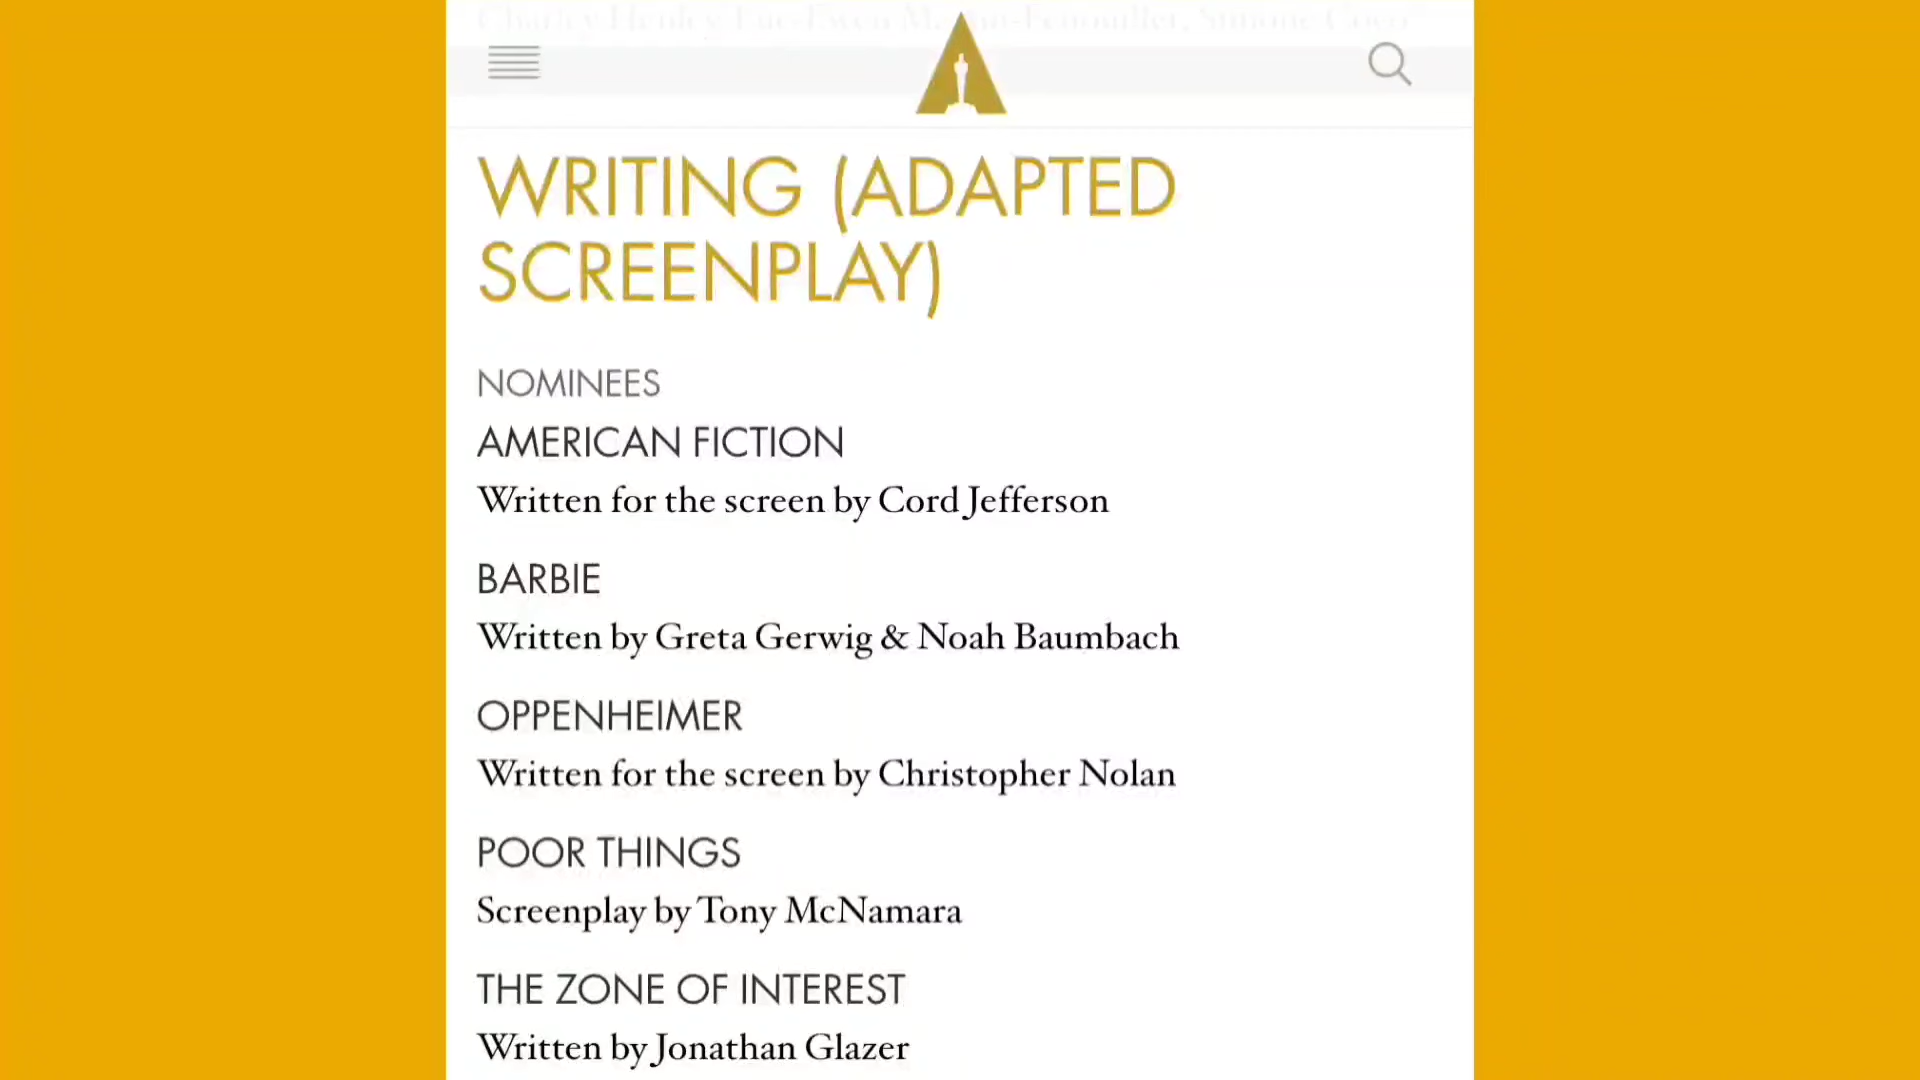 WRITING (ADAPTED
SCREENPLAY)
NOMINEES
AMERICAN FICTION
Written for the screen by Cord Jefferson
BARBIE
Written by Greta Gerwig & Noah Baumbach
OPPENHEIMER
Written for the screen by Christopher Nolan
POOR THINGS
Screenplay by Tony McNamara
THE ZONE OF INTEREST
Written by Jonathan Glazer